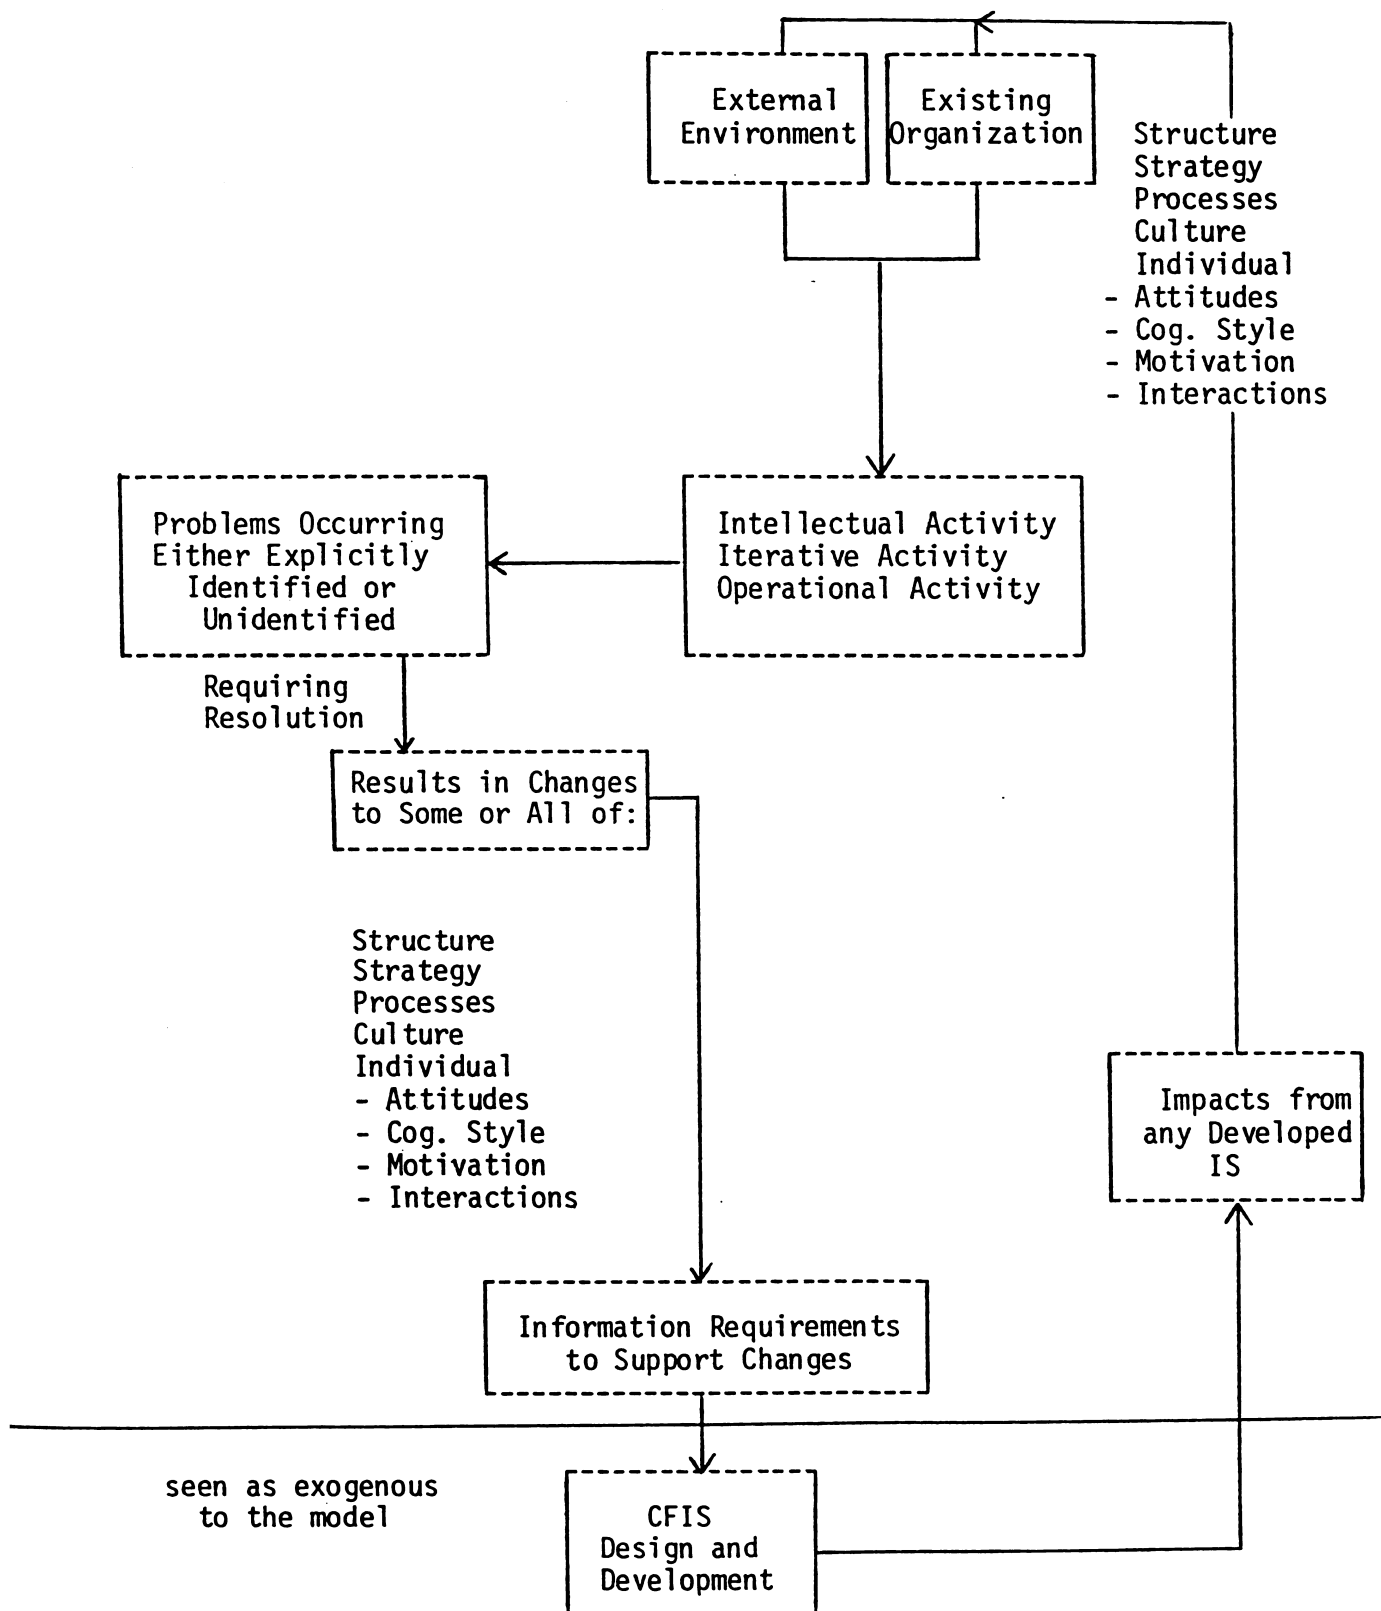 External
Environment
Existing
Organization
Structure
Strategy
Processes
Culture
Individual
- Attitudes
- Cog. Style
- Motivation
- Interactions
Problems Occurring
Either Explicitly
Identified or
Unidentified
Intellectual Activity
Iterative Activity
Operational Activity
Requiring
Resolution
Results in Changes
to Some or All of:
Structure
Strategy
Processes
Culture
Individual
- Attitudes
- Cog. Style
- Motivation
- Interactions
Impacts from
any Developed
IS
Information Requirements
to Support Changes
seen as exogenous
to the model
CFIS
Design and
Development